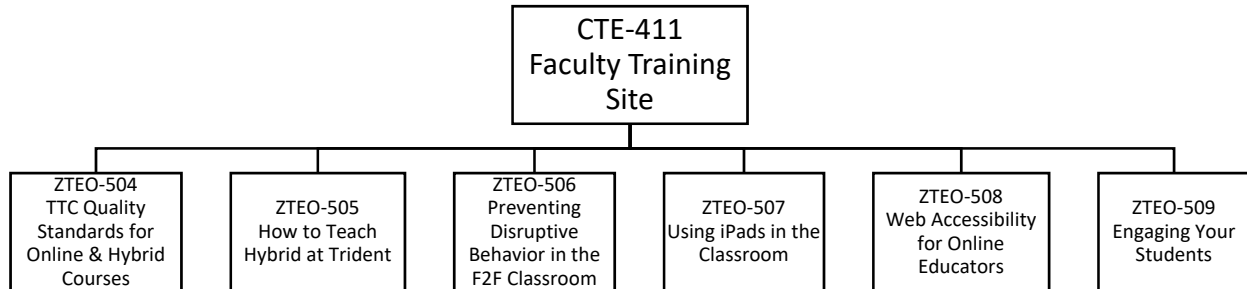 CTE-411
Faculty Training
Site
ZTEO-504
TTC Quality
Standards for
Online & Hybrid
Courses
ZTEO-505
How to Teach
Hybrid at Trident
ZTEO-506
Preventing
Disruptive
Behavior in the
F2F Classroom
ZTEO-507
Using iPads in the
Classroom
ZTEO-508
Web Accessibility
for Online
Educators
ZTEO-509
Engaging Your
Students